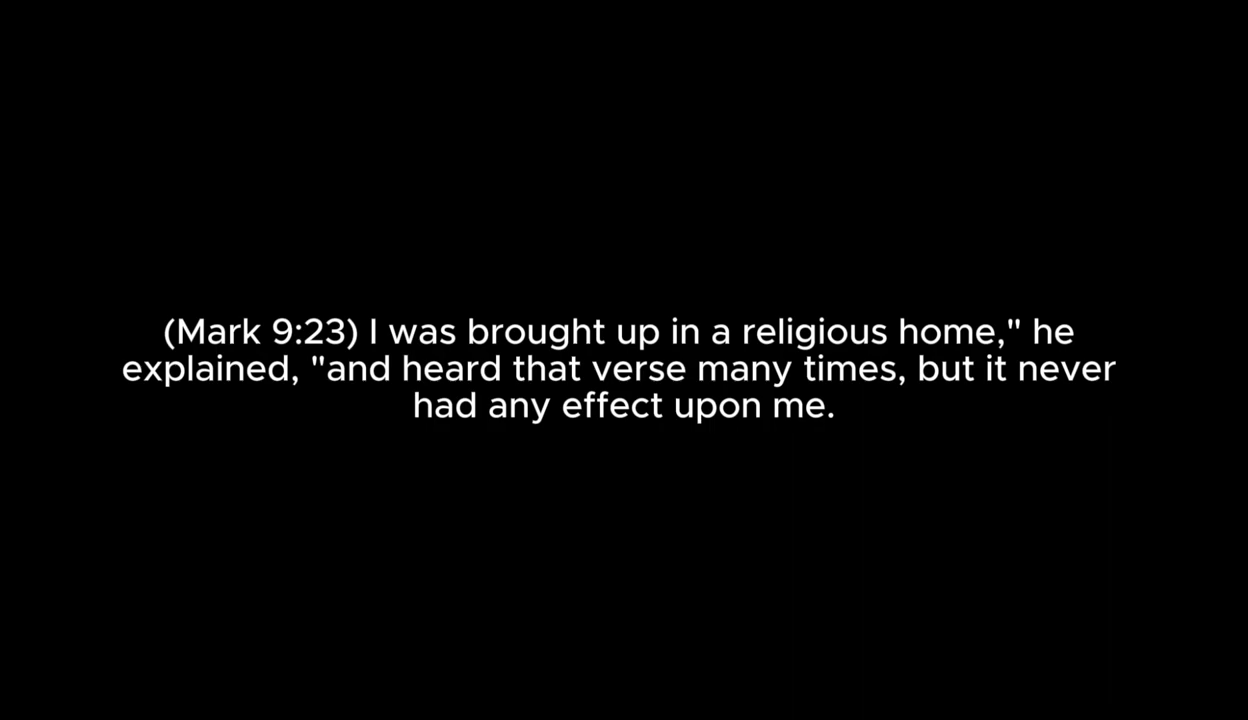 (Mark 9:23) I was brought up in a religious home," he
explained, "and heard that verse many times, but it never
had any effect upon me.